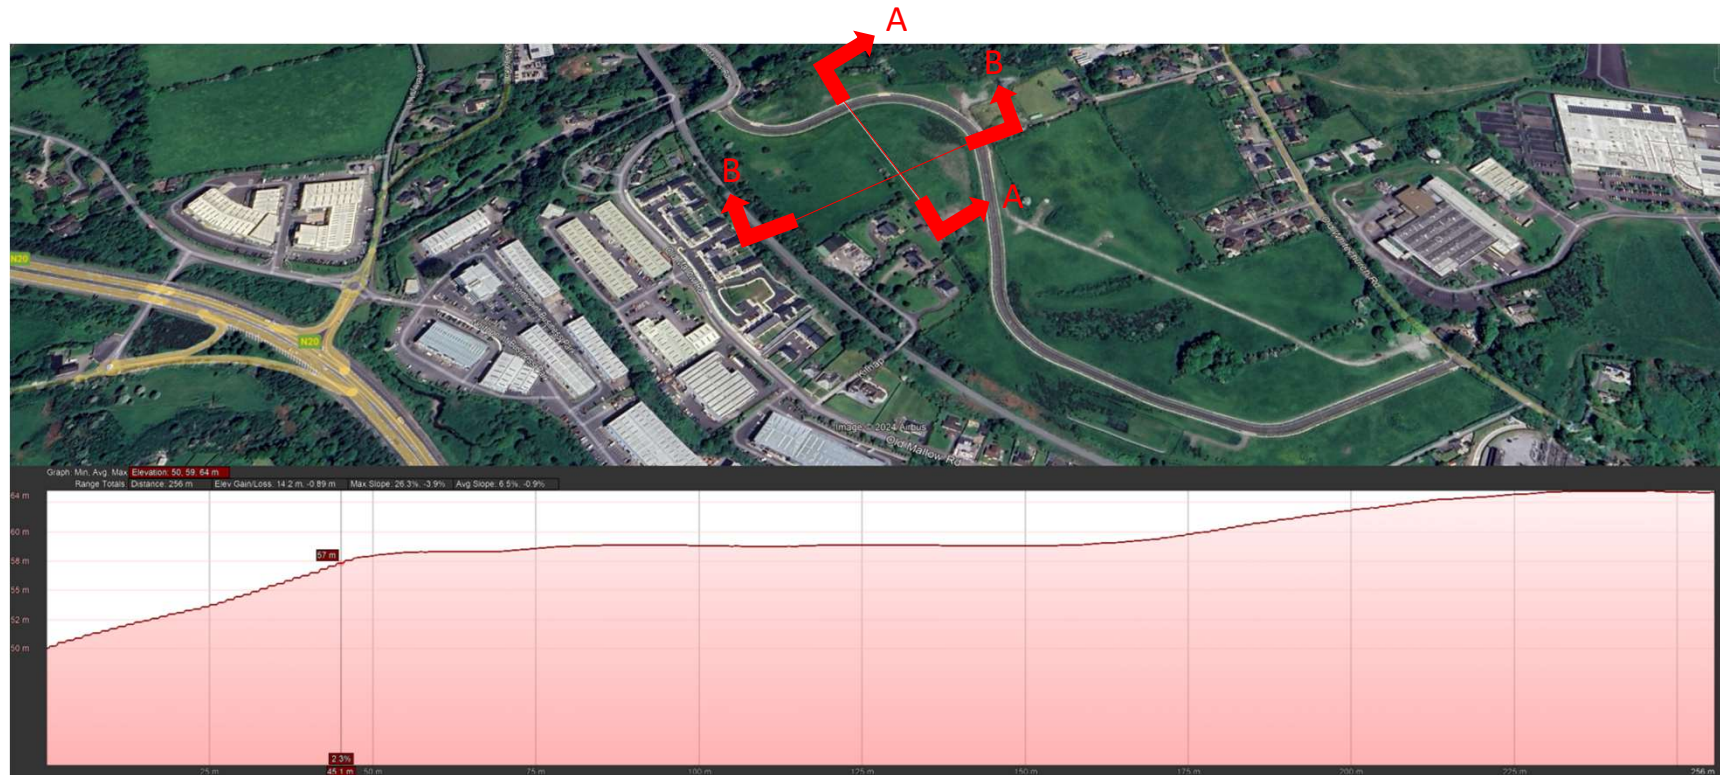 A
B
B
A
N20
N20
Kilnap
Image © 2024 Airbus
Old Mallow Rd
Graph: Min, Avg, Max Elevation: 50, 59, 64 m
Range Totals: Distance: 256 m Elev Gain/Loss: 14.2 m, -0.89 m Max Slope: 26.3%, -3.9% Avg Slope: 6.5%, -0.9%
64 m
60 m
57 m
58 m
55 m
52 m
50 m
2.3%
25 m 45.1 m 50 m 75 m 100 m 125 m 150 m 175 m 200 m 225 m 256 m